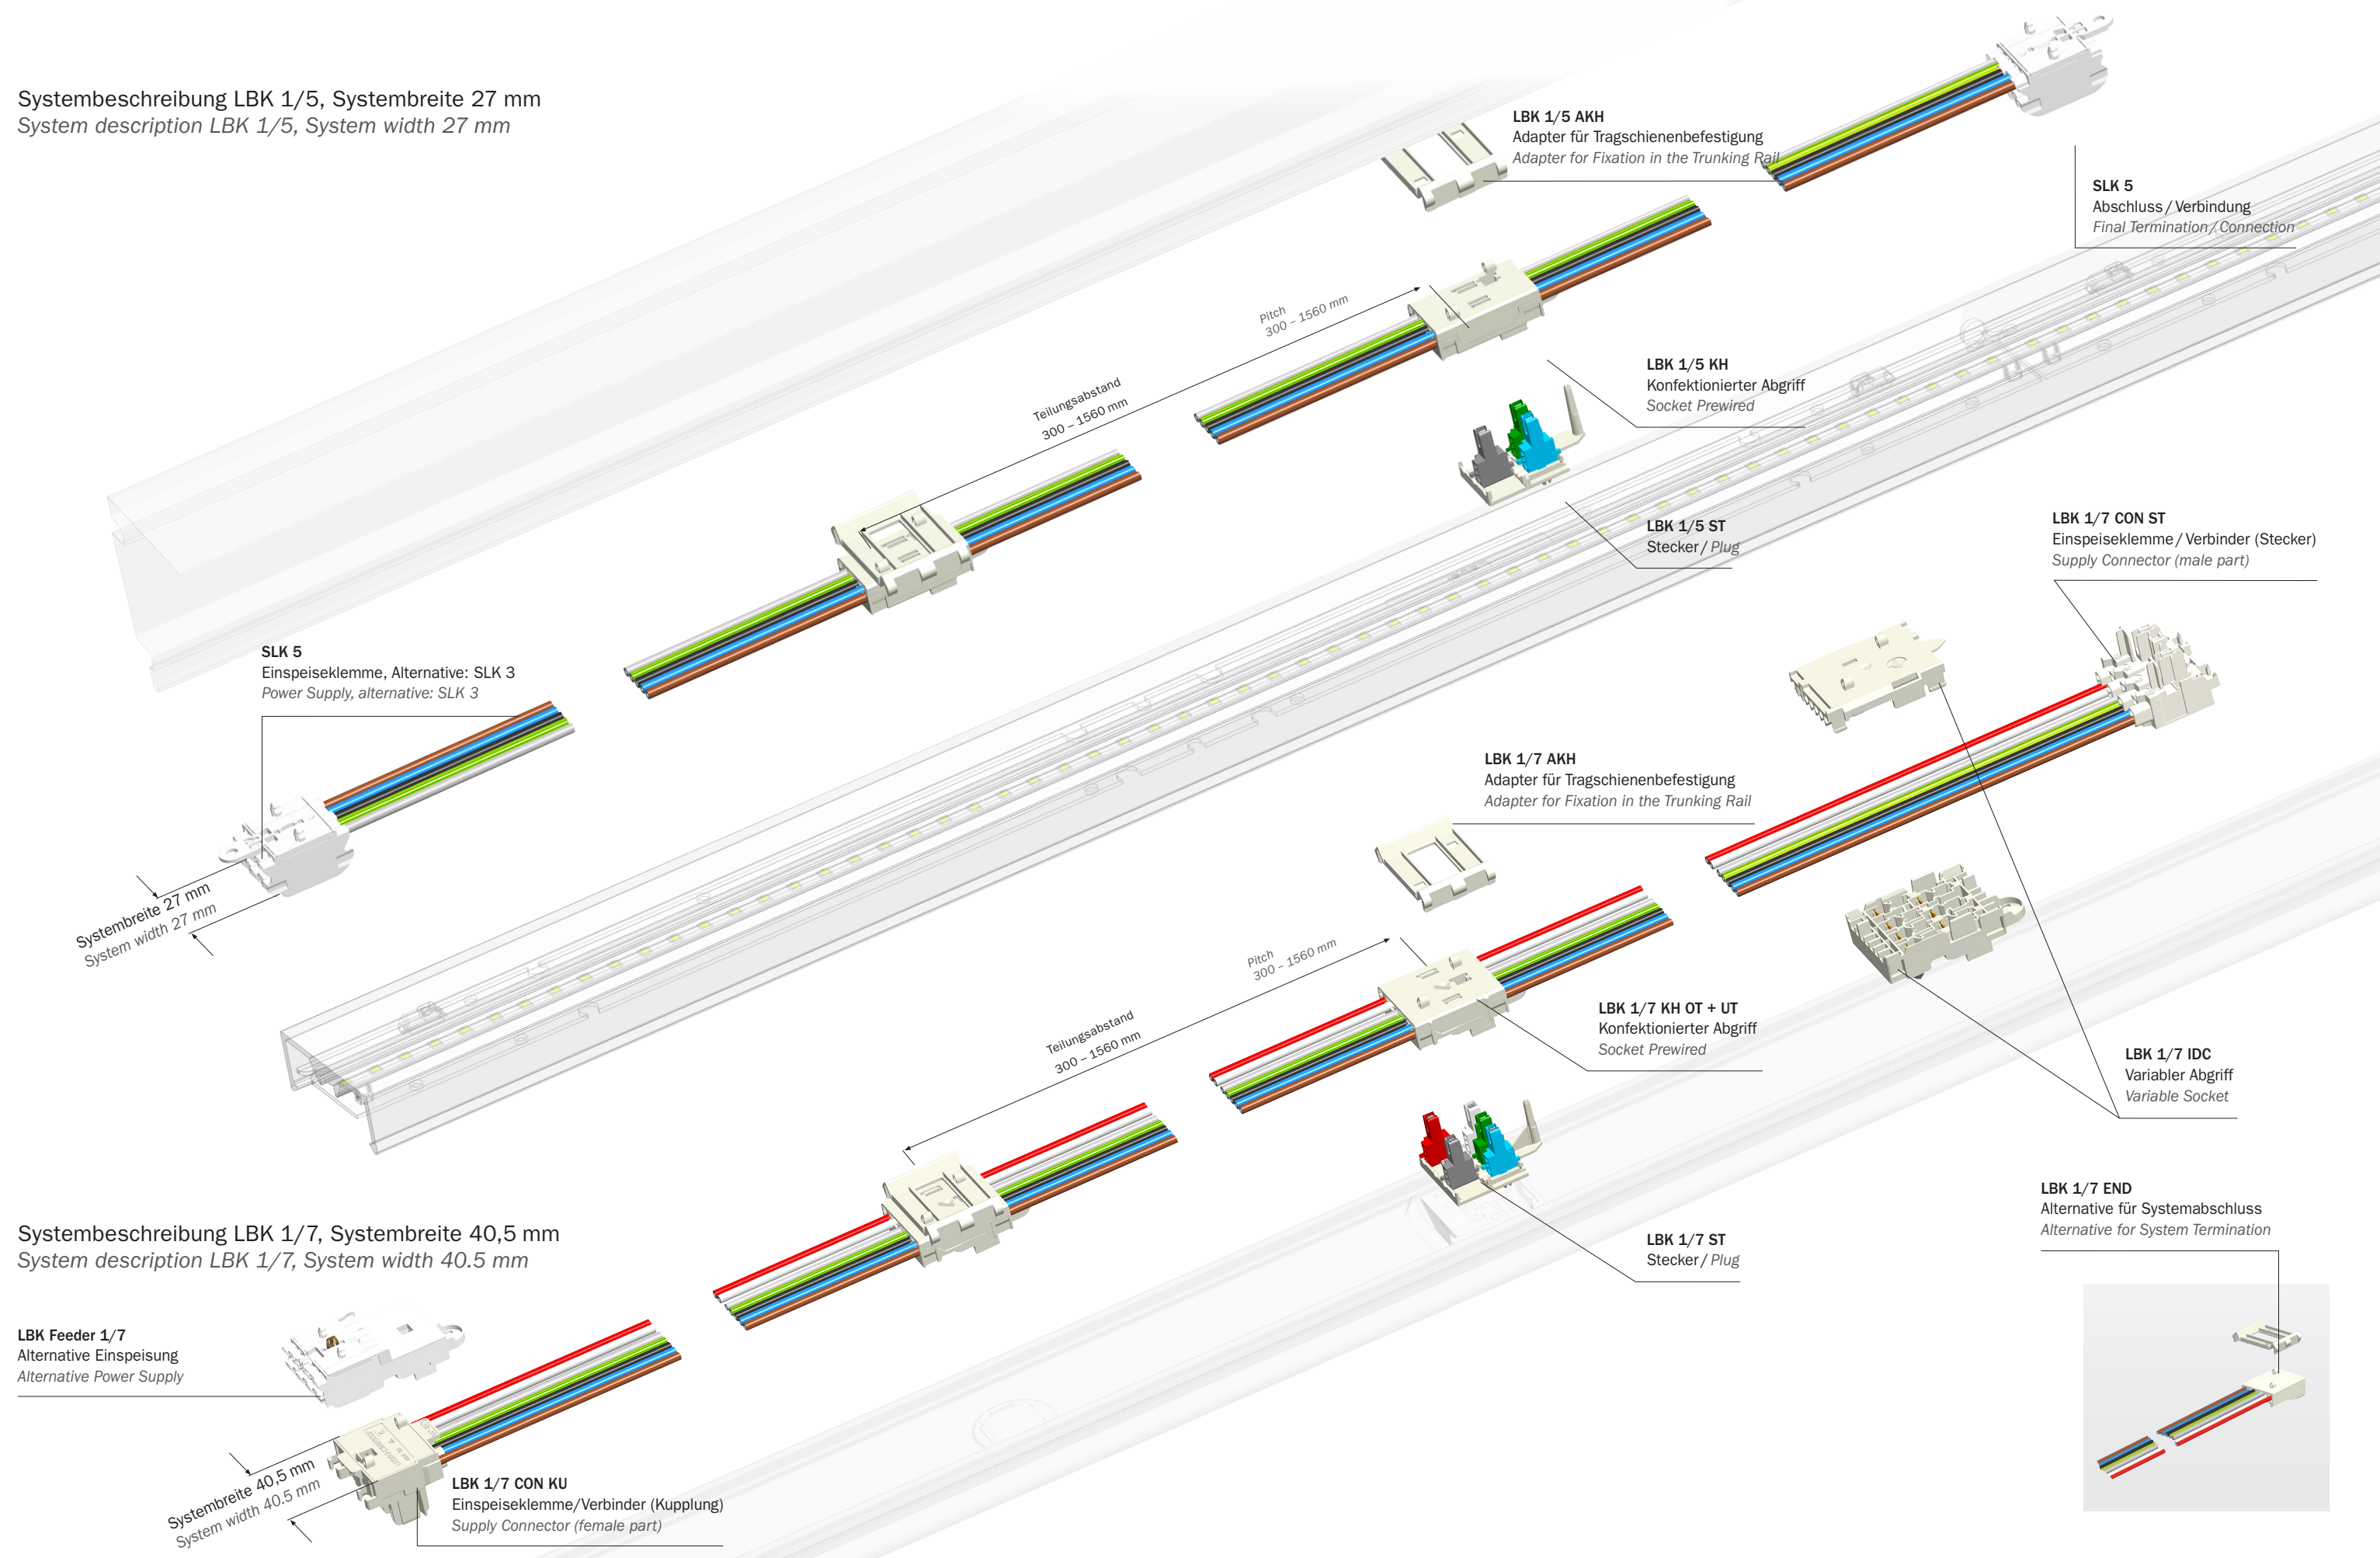 Systembeschreibung LBK 1/5, Systembreite 27 mm
System description LBK 1/5, System width 27 mm
LBK 1/5 AKH
Adapter für Tragschienenbefestigung
Adapter for Fixation in the Trunking Rail
SLK 5
Abschluss / Verbindung
Final Termination / Connection
Pitch
300 – 1560 mm
Teilungsabstand
300 – 1560 mm
LBK 1/5 KH
Konfektionierter Abgriff
Socket Prewired
LBK 1/5 ST
Stecker / Plug
SLK 5
Einspeiseklemme, Alternative: SLK 3
Power Supply, alternative: SLK 3
Systembreite 27 mm
System width 27 mm
LBK 1/7 CON ST
Einspeiseklemme / Verbinder (Stecker)
Supply Connector (male part)
LBK 1/7 AKH
Adapter für Tragschienenbefestigung
Adapter for Fixation in the Trunking Rail
Pitch
300 – 1560 mm
Teilungsabstand
300 – 1560 mm
LBK 1/7 KH OT + UT
Konfektionierter Abgriff
Socket Prewired
LBK 1/7 IDC
Variabler Abgriff
Variable Socket
LBK 1/7 ST
Stecker / Plug
LBK 1/7 END
Alternative für Systemabschluss
Alternative for System Termination
Systembeschreibung LBK 1/7, Systembreite 40,5 mm
System description LBK 1/7, System width 40.5 mm
LBK Feeder 1/7
Alternative Einspeisung
Alternative Power Supply
Systembreite 40,5 mm
System width 40.5 mm
LBK 1/7 CON KU
Einspeiseklemme/Verbinder (Kupplung)
Supply Connector (female part)